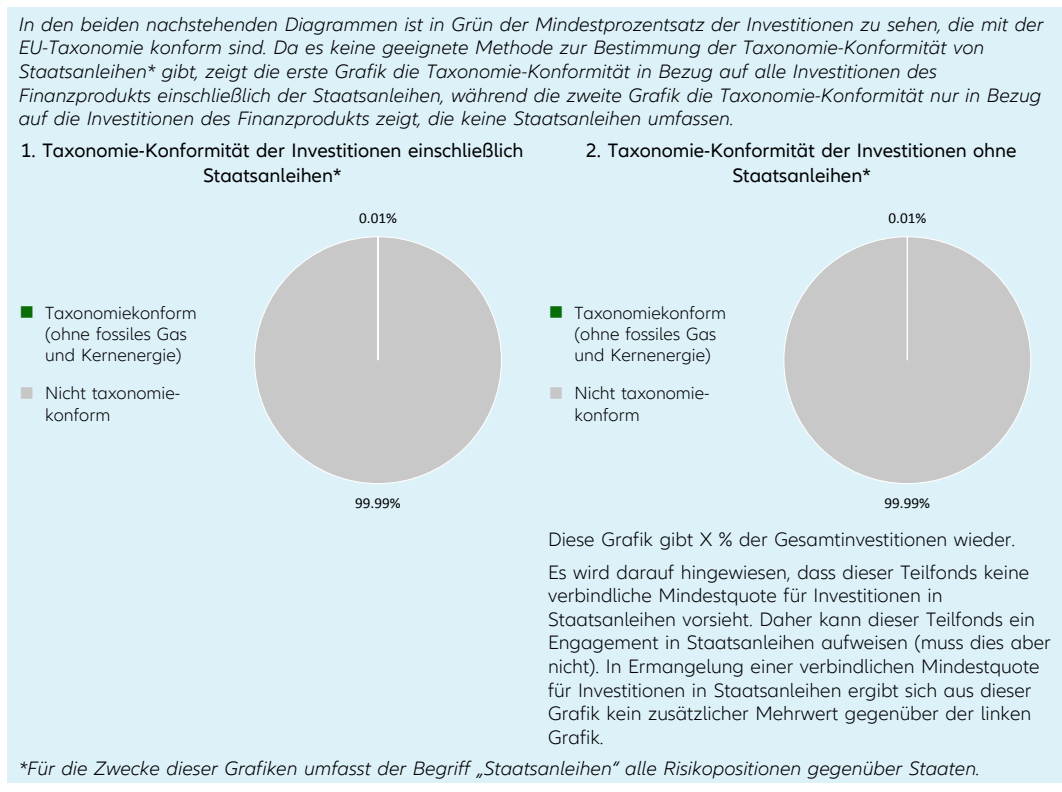 In den beiden nachstehenden Diagrammen ist in Grün der Mindestprozentsatz der Investitionen zu sehen, die mit der
EU-Taxonomie konform sind. Da es keine geeignete Methode zur Bestimmung der Taxonomie-Konformität von
Staatsanleihen* gibt, zeigt die erste Grafik die Taxonomie-Konformität in Bezug auf alle Investitionen des
Finanzprodukts einschließlich der Staatsanleihen, während die zweite Grafik die Taxonomie-Konformität nur in Bezug
auf die Investitionen des Finanzprodukts zeigt, die keine Staatsanleihen umfassen.
1. Taxonomie-Konformität der Investitionen einschließlich
Staatsanleihen*
0.01%
Taxonomiekonform
(ohne fossiles Gas
und Kernenergie)
Nicht taxonomie-
konform
99.99%
2. Taxonomie-Konformität der Investitionen ohne
Staatsanleihen*
0.01%
Taxonomiekonform
(ohne fossiles Gas
und Kernenergie)
Nicht taxonomie-
konform
99.99%
Diese Grafik gibt X % der Gesamtinvestitionen wieder.
Es wird darauf hingewiesen, dass dieser Teilfonds keine
verbindliche Mindestquote für Investitionen in
Staatsanleihen vorsieht. Daher kann dieser Teilfonds ein
Engagement in Staatsanleihen aufweisen (muss dies aber
nicht). In Ermangelung einer verbindlichen Mindestquote
für Investitionen in Staatsanleihen ergibt sich aus dieser
Grafik kein zusätzlicher Mehrwert gegenüber der linken
Grafik.
*Für die Zwecke dieser Grafiken umfasst der Begriff „Staatsanleihen“ alle Risikopositionen gegenüber Staaten.